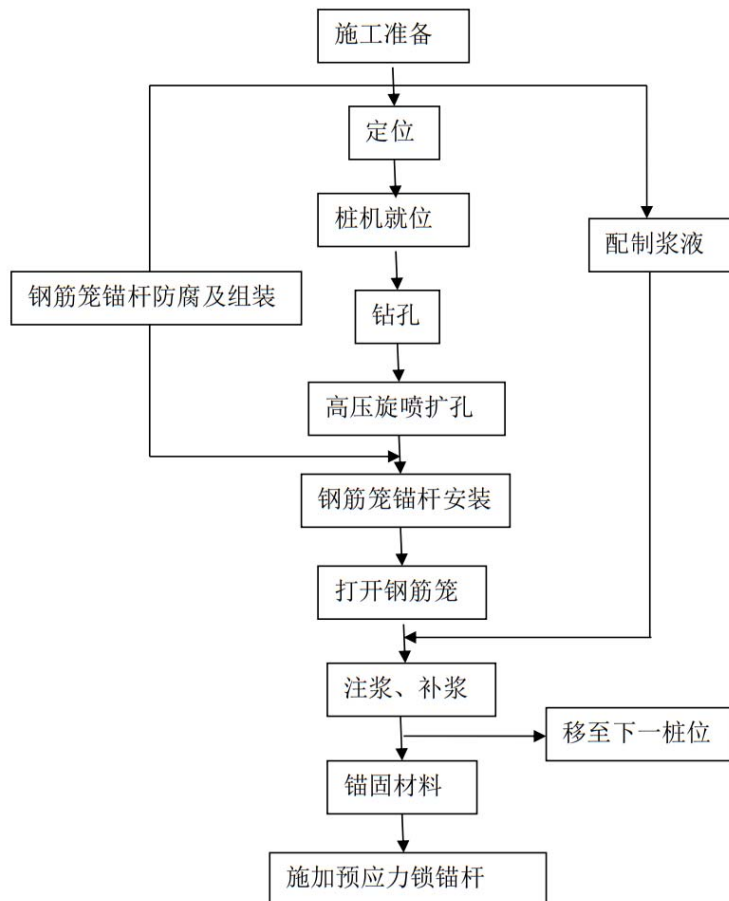 施工准备
定位
桩机就位
配制浆液
钢筋笼锚杆防腐及组装
钻孔
高压旋喷扩孔
钢筋笼锚杆安装
打开钢筋笼
注浆、补浆
移至下一桩位
锚固材料
施加预应力锁锚杆